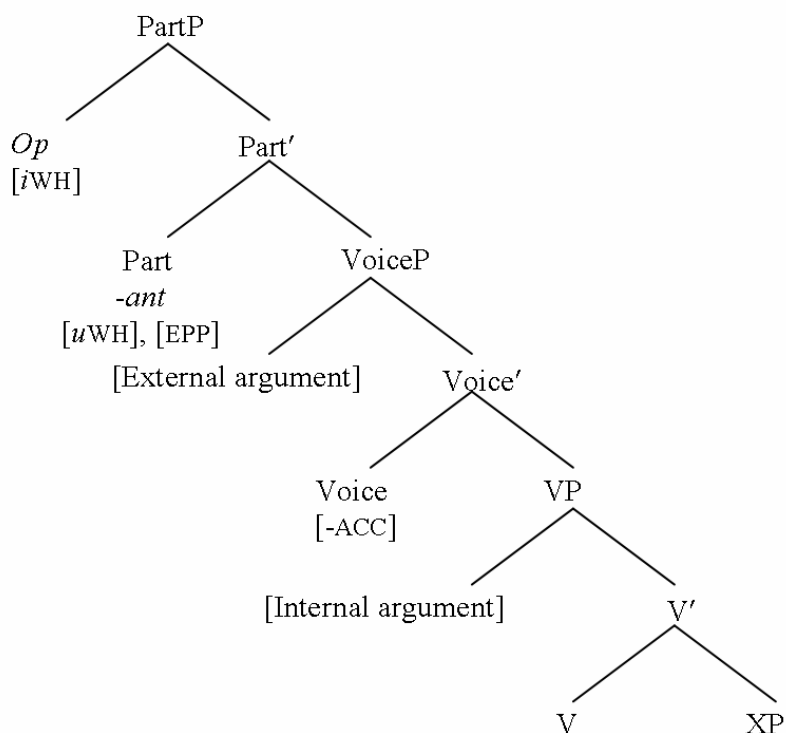 PartP
Op
[iWH]
Part′
Part
-ant
[uWH], [EPP]
VoiceP
[External argument]
Voice′
Voice
[-ACC]
VP
[Internal argument]
V′
V
XP